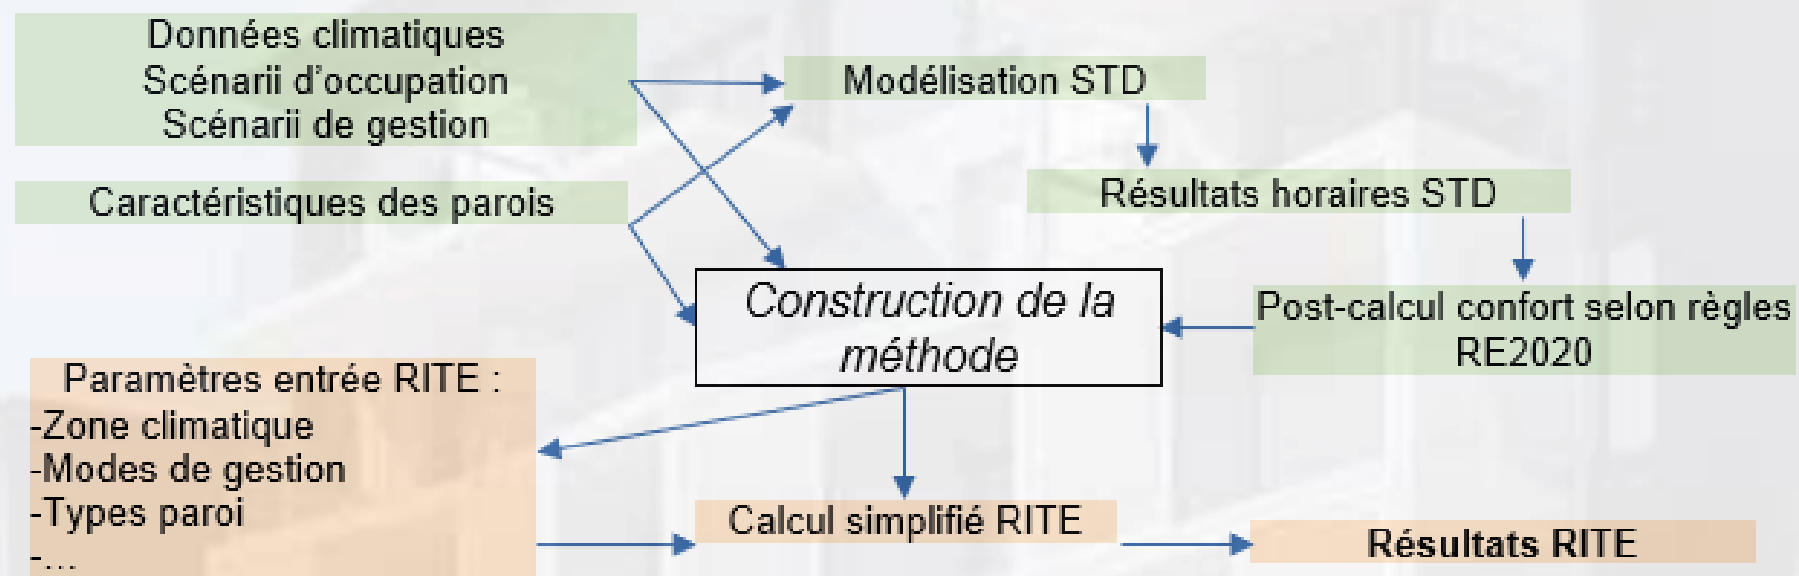 Données climatiques
Scénarii d'occupation
Scénarii de gestion
Modélisation STD
Caractéristiques des parois
Résultats horaires STD
Construction de la
méthode
Post-calcul confort selon règles
RE2020
Paramètres entrée RITE :
-Zone climatique
-Modes de gestion
-Types paroi
-...
Calcul simplifié RITE
Résultats RITE